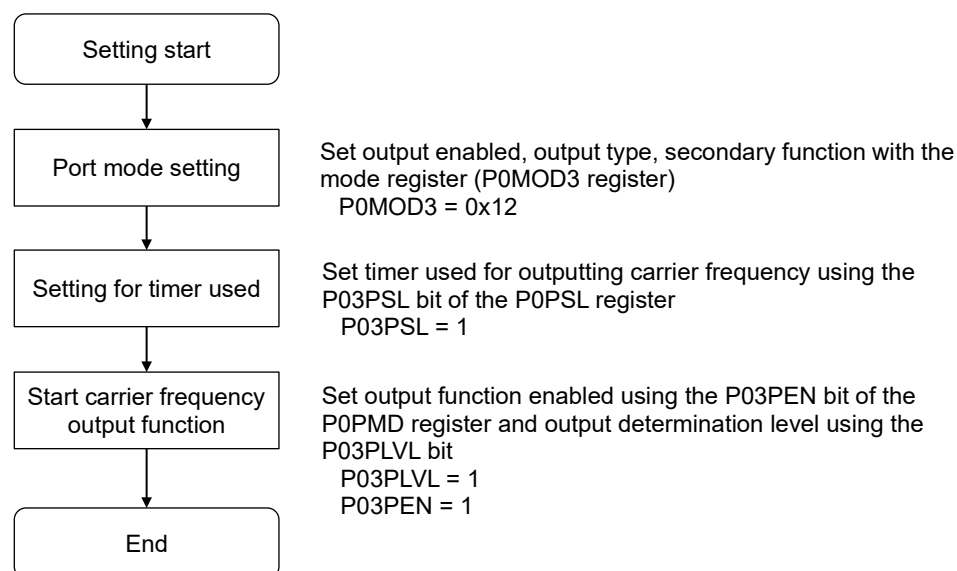 Setting start
Port mode setting
Set output enabled, output type, secondary function with the
mode register (P0MOD3 register)
P0MOD3 = 0x12
Setting for timer used
Set timer used for outputting carrier frequency using the
P03PSL bit of the P0PSL register
P03PSL = 1
Start carrier frequency
output function
Set output function enabled using the P03PEN bit of the
P0PMD register and output determination level using the
P03PLVL bit
P03PLVL = 1
P03PEN = 1
End